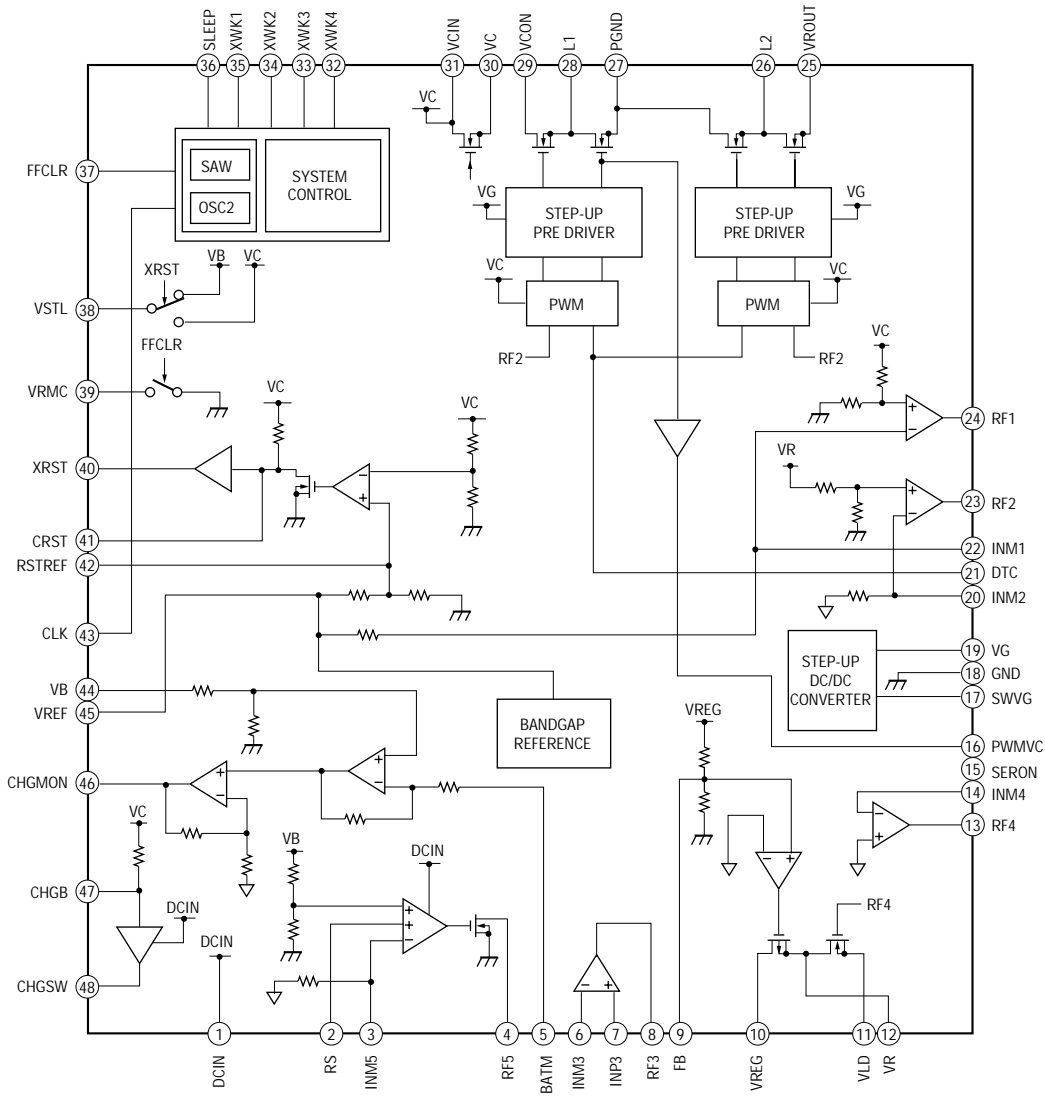 SLEEP
XWK1
XWK2
XWK3
XWK4
VCIN
VC
VCON
L1
PGND
L2
VROUT
36
35
34
33
32
31
30
29
28
27
26
25
VC
SAW
OSC2
SYSTEM
CONTROL
FFCLR
37
VG
STEP-UP
PRE DRIVER
STEP-UP
PRE DRIVER
VG
VB
VC
XRST
VSTL
38
VC
PWM
PWM
VC
RF2
RF2
FFCLR
VRMC
39
VC
VC
VC
+
−
24
RF1
XRST
40
−
+
VR
+
−
23
RF2
CRST
41
RSTREF
42
22
INM1
21
DTC
20
INM2
CLK
43
VB
44
VREF
45
BANDGAP
REFERENCE
STEP-UP
DC/DC
CONVERTER
19
VG
18
GND
17
SWVG
VREG
16
PWMVC
15
SERON
14
INM4
CHGMON
46
+
−
+
−
−
+
13
RF4
VC
VB
DCIN
−
+
CHGB
47
DCIN
DCIN
+
+
−
RF4
−
+
CHGSW
48
1
2
3
4
5
6
7
8
9
10
11
12
DCIN
RS
INM5
RF5
BATM
INM3
INP3
RF3
FB
VREG
VLD
VR